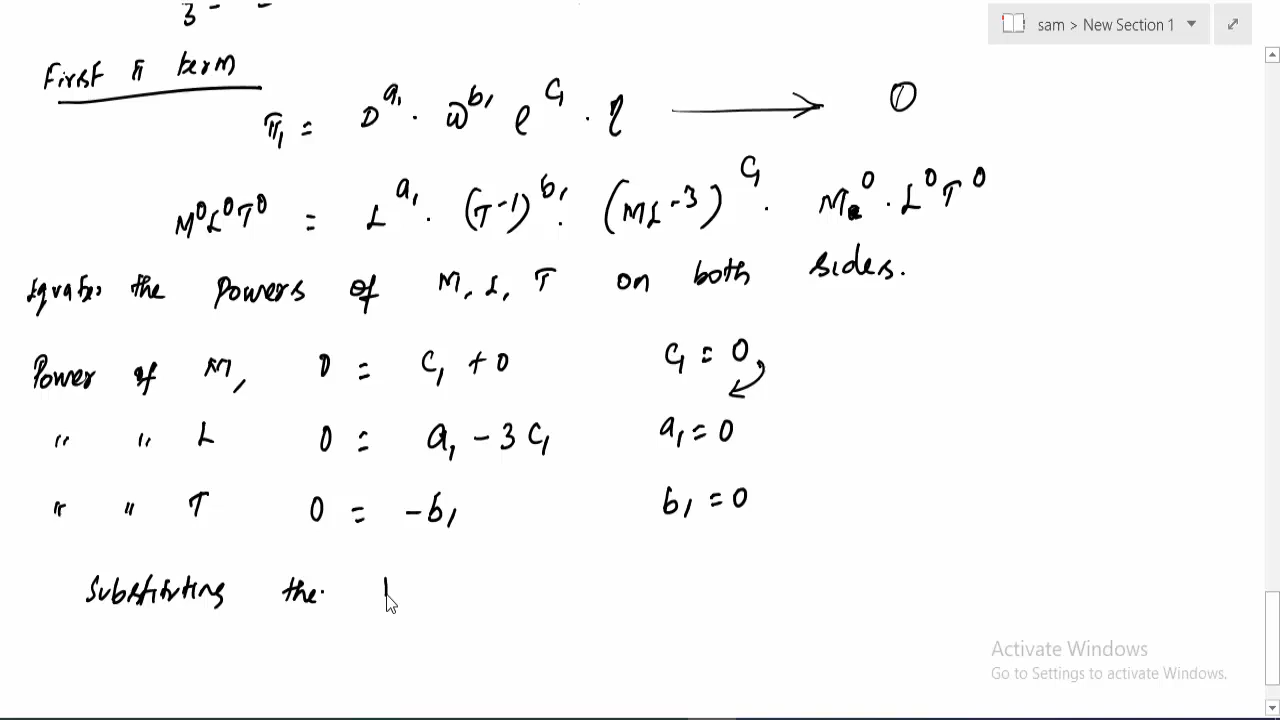 3
sam > New Section 1
First π term
π₁ = D^a₁ · ω^b₁ ρ^c₁ · η ⟶ ①
M⁰L⁰T⁰ = L^a₁ · (T⁻¹)^b₁ · (ML⁻³)^c₁ · M⁰ · L⁰T⁰
the Powers of M, L, T on both sides.
Power of M, 0 = c₁ + 0 c₁ = 0,
" " L 0 = a₁ - 3c₁ a₁ = 0
" " T 0 = -b₁ b₁ = 0
Substituting the
Activate Windows
Go to Settings to activate Windows.